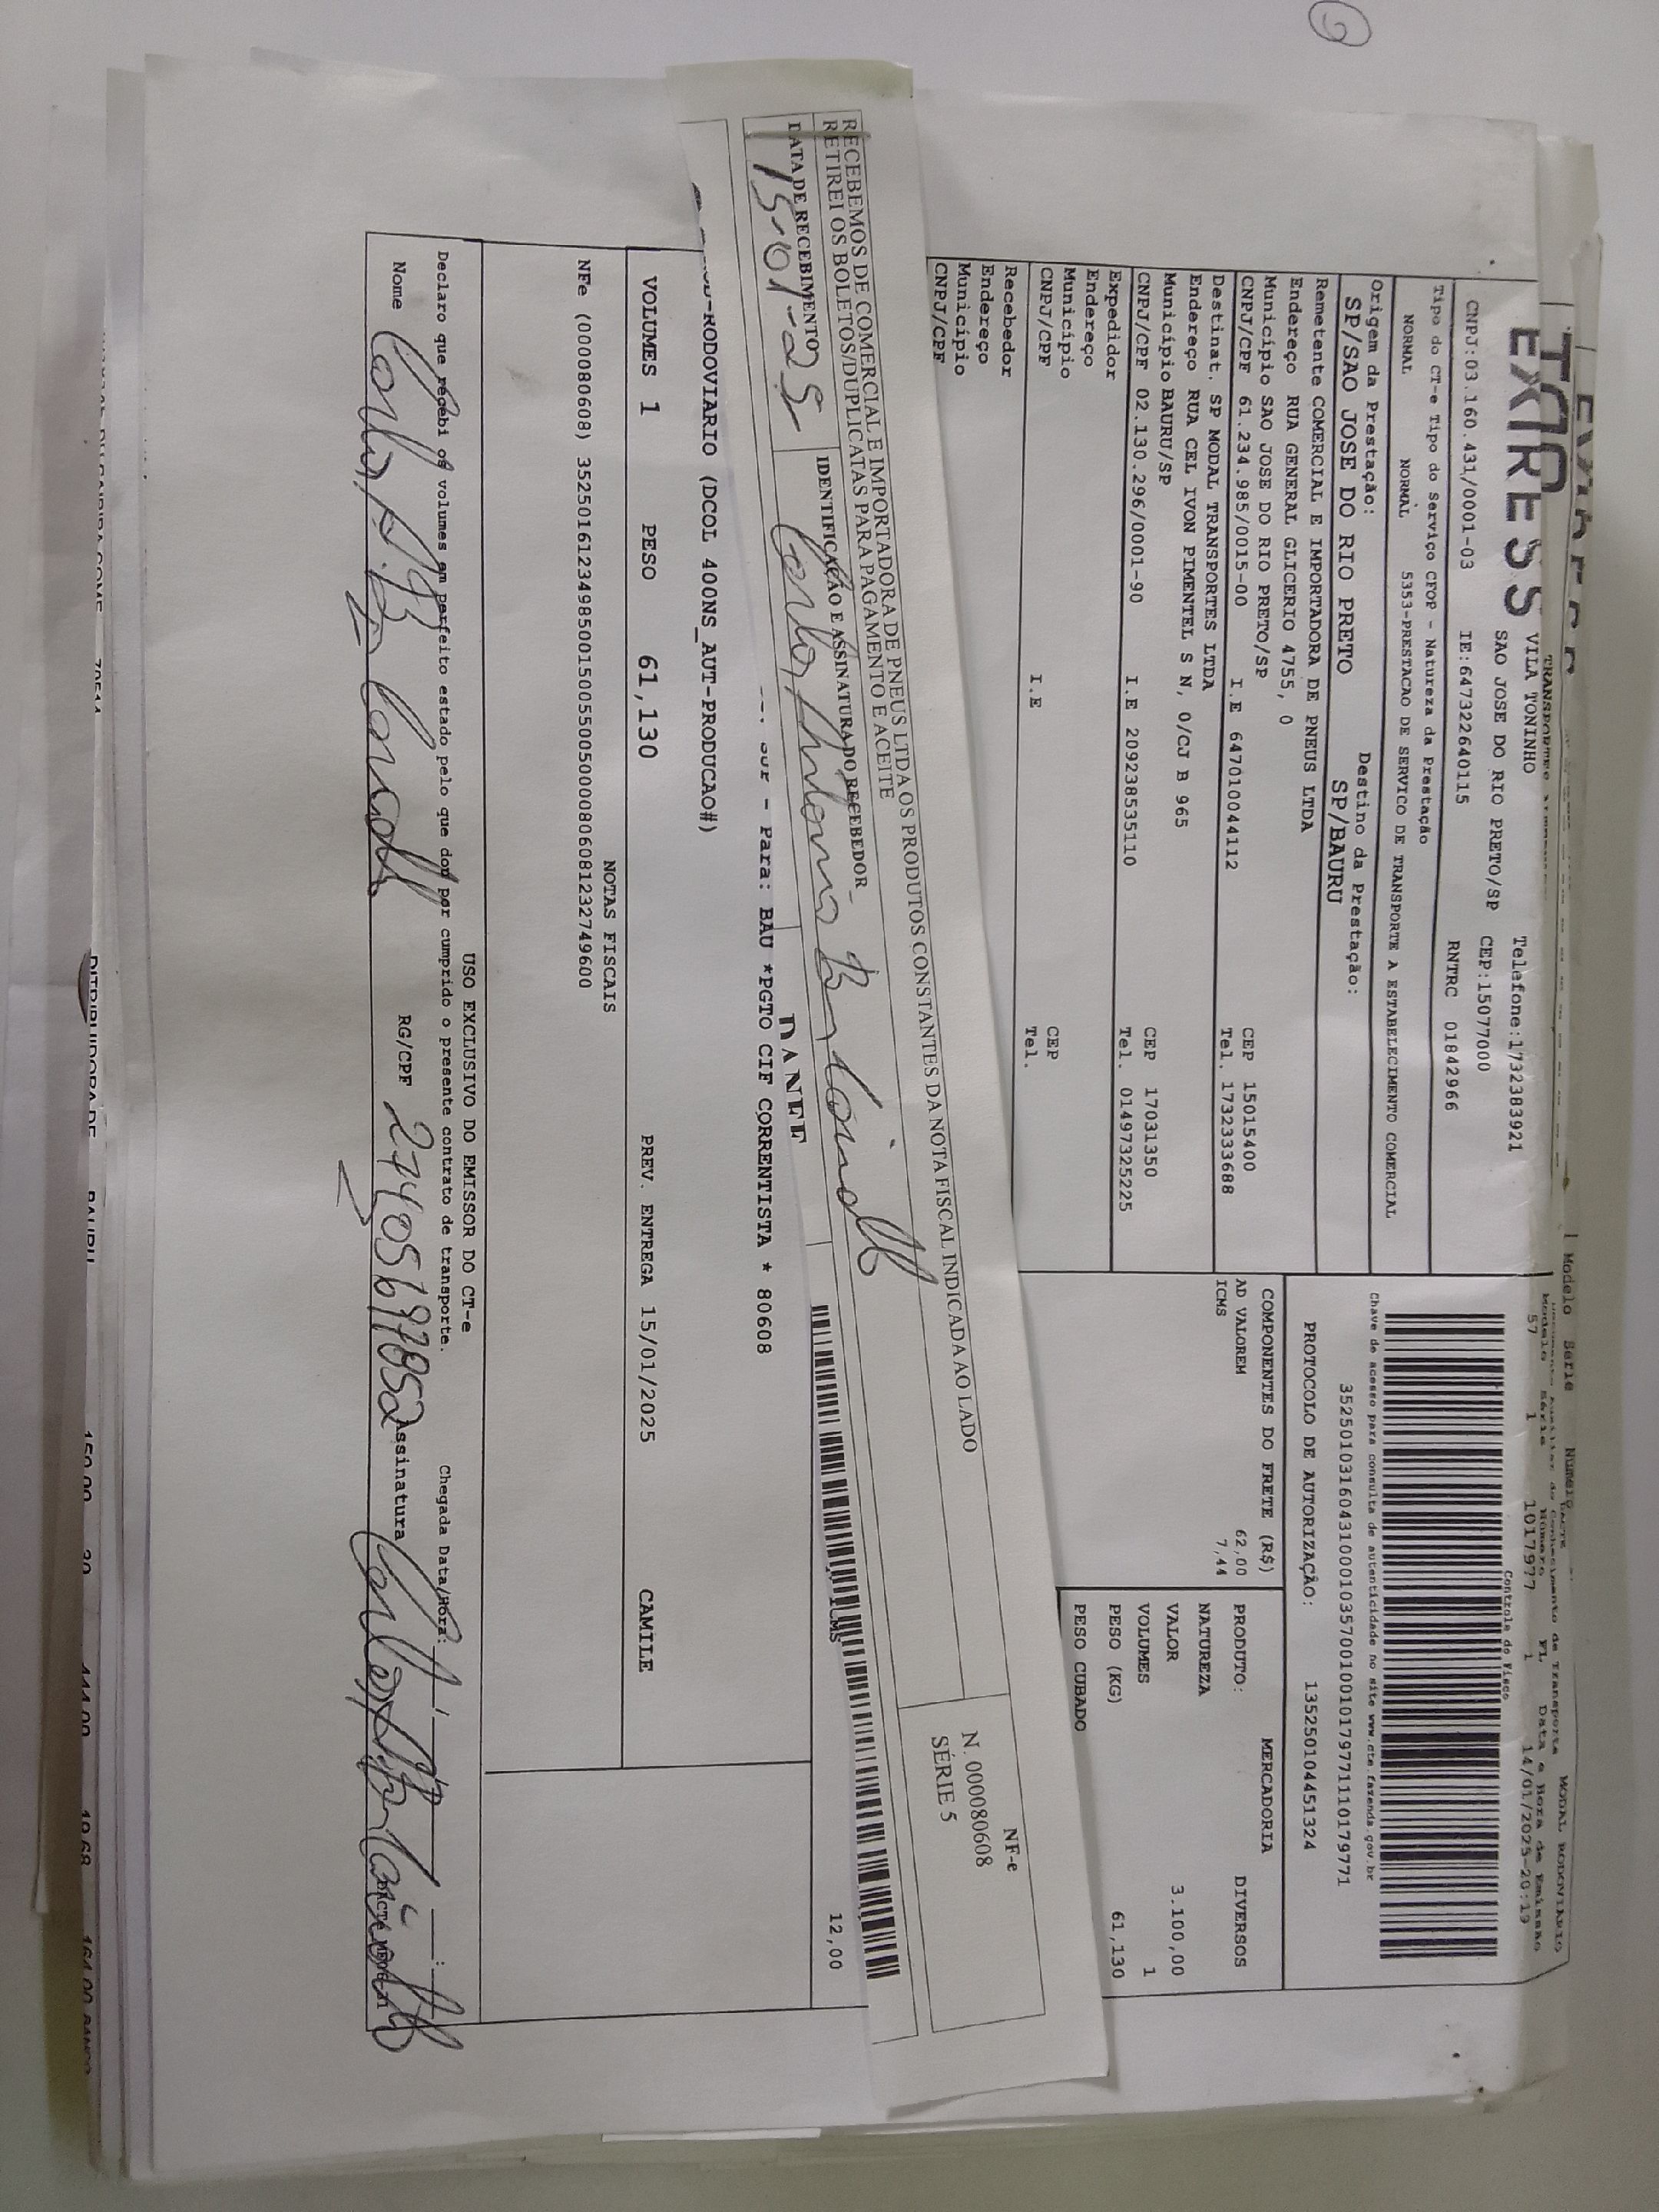 EXPRESS
TRANSPORTES
VILA TONINHO
Telefone:1732383921
SAO JOSE DO RIO PRETO/SP
CEP:15077000
CNPJ:03.160.431/0001-03 IE:647322640115 RNTRC 01842966
Modelo Série Número FL Data e Hora de Emissão
57 1 1017977 1 14/01/2025-20:19
Controle do Fisco
Chave de acesso para consulta de autenticidade no site www.cte.fazenda.gov.br
35250103160431000103570010010179771110179771
PROTOCOLO DE AUTORIZAÇÃO: 135250104451324
Tipo do CT-e Tipo do Serviço CFOP - Natureza da Prestação
NORMAL NORMAL 5353-PRESTACAO DE SERVICO DE TRANSPORTE A ESTABELECIMENTO COMERCIAL
Origem da Prestação: Destino da Prestação:
SP/SAO JOSE DO RIO PRETO SP/BAURU
Remetente COMERCIAL E IMPORTADORA DE PNEUS LTDA
Endereço RUA GENERAL GLICERIO 4755, 0
Município SAO JOSE DO RIO PRETO/SP CEP 15015400
CNPJ/CPF 61.234.985/0015-00 I.E 647010044112 Tel. 1732333688
Destinat. SP MODAL TRANSPORTES LTDA
Endereço RUA CEL IVON PIMENTEL S N, 0/CJ B 965
Município BAURU/SP CEP 17031350
CNPJ/CPF 02.130.296/0001-90 I.E 209238535110 Tel. 01497325225
Expedidor
Endereço
Município CEP
CNPJ/CPF I.E Tel.
Recebedor
Endereço
Município
CNPJ/CPF
COMPONENTES DO FRETE (R$)
AD VALOREM 62,00
ICMS 7,44
MERCADORIA
PRODUTO: DIVERSOS
NATUREZA
VALOR 3.100,00
VOLUMES 1
PESO (KG) 61,130
PESO CUBADO
RECEBEMOS DE COMERCIAL E IMPORTADORA DE PNEUS LTDA OS PRODUTOS CONSTANTES DA NOTA FISCAL INDICADA AO LADO
RETIREI OS BOLETOS/DUPLICATAS PARA PAGAMENTO E ACEITE
DATA DE RECEBIMENTO IDENTIFICAÇÃO E ASSINATURA DO RECEBEDOR
15-01-25
NF-e
N. 000080608
SÉRIE 5
DANFE
ICMS 12,00
Para: BAU *PGTO CIF CORRENTISTA * 80608
RODOVIARIO (DCOL 400NS_AUT-PRODUCAO#)
VOLUMES 1 PESO 61,130 PREV. ENTREGA 15/01/2025 CAMILE
NOTAS FISCAIS
NFe (000080608) 35250161234985001500550050000806081232749600
USO EXCLUSIVO DO EMISSOR DO CT-e
Declaro que recebi os volumes em perfeito estado pelo que dou por cumprido o presente contrato de transporte. Chegada Data/Hora:
Nome RG/CPF Assinatura